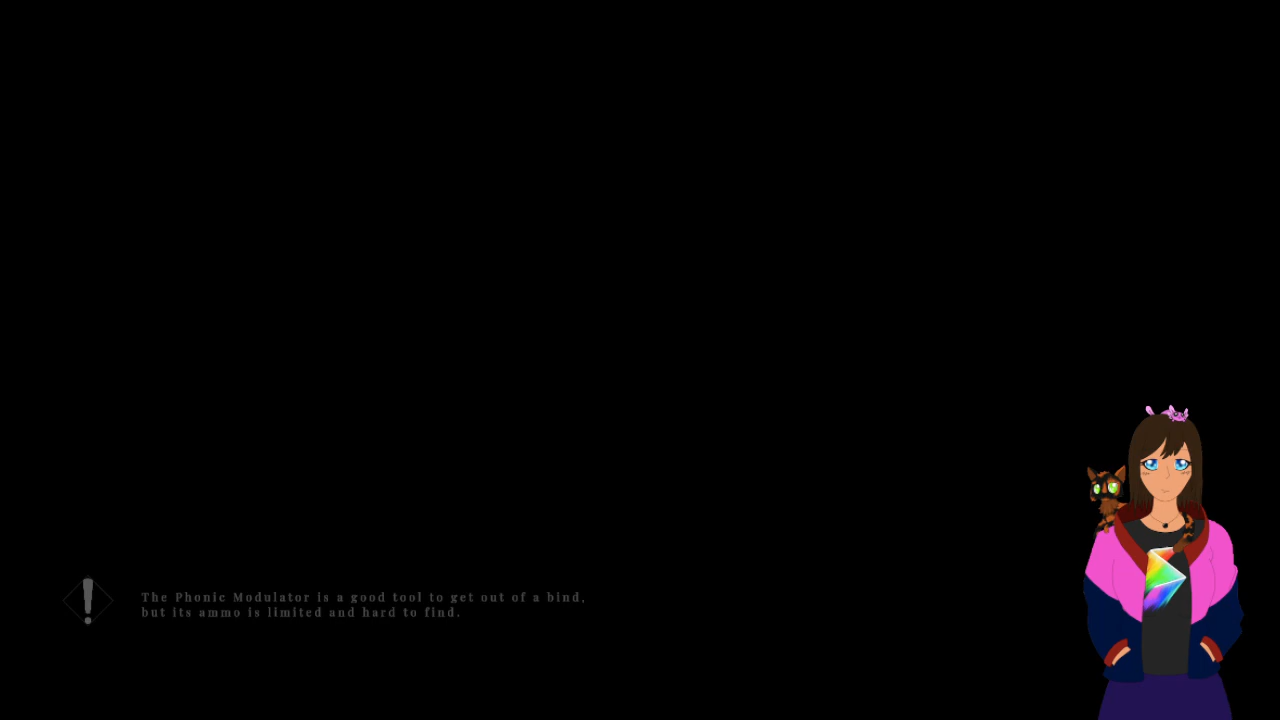 The Phonic Modulator is a good tool to get out of a bind,
but its ammo is limited and hard to find.